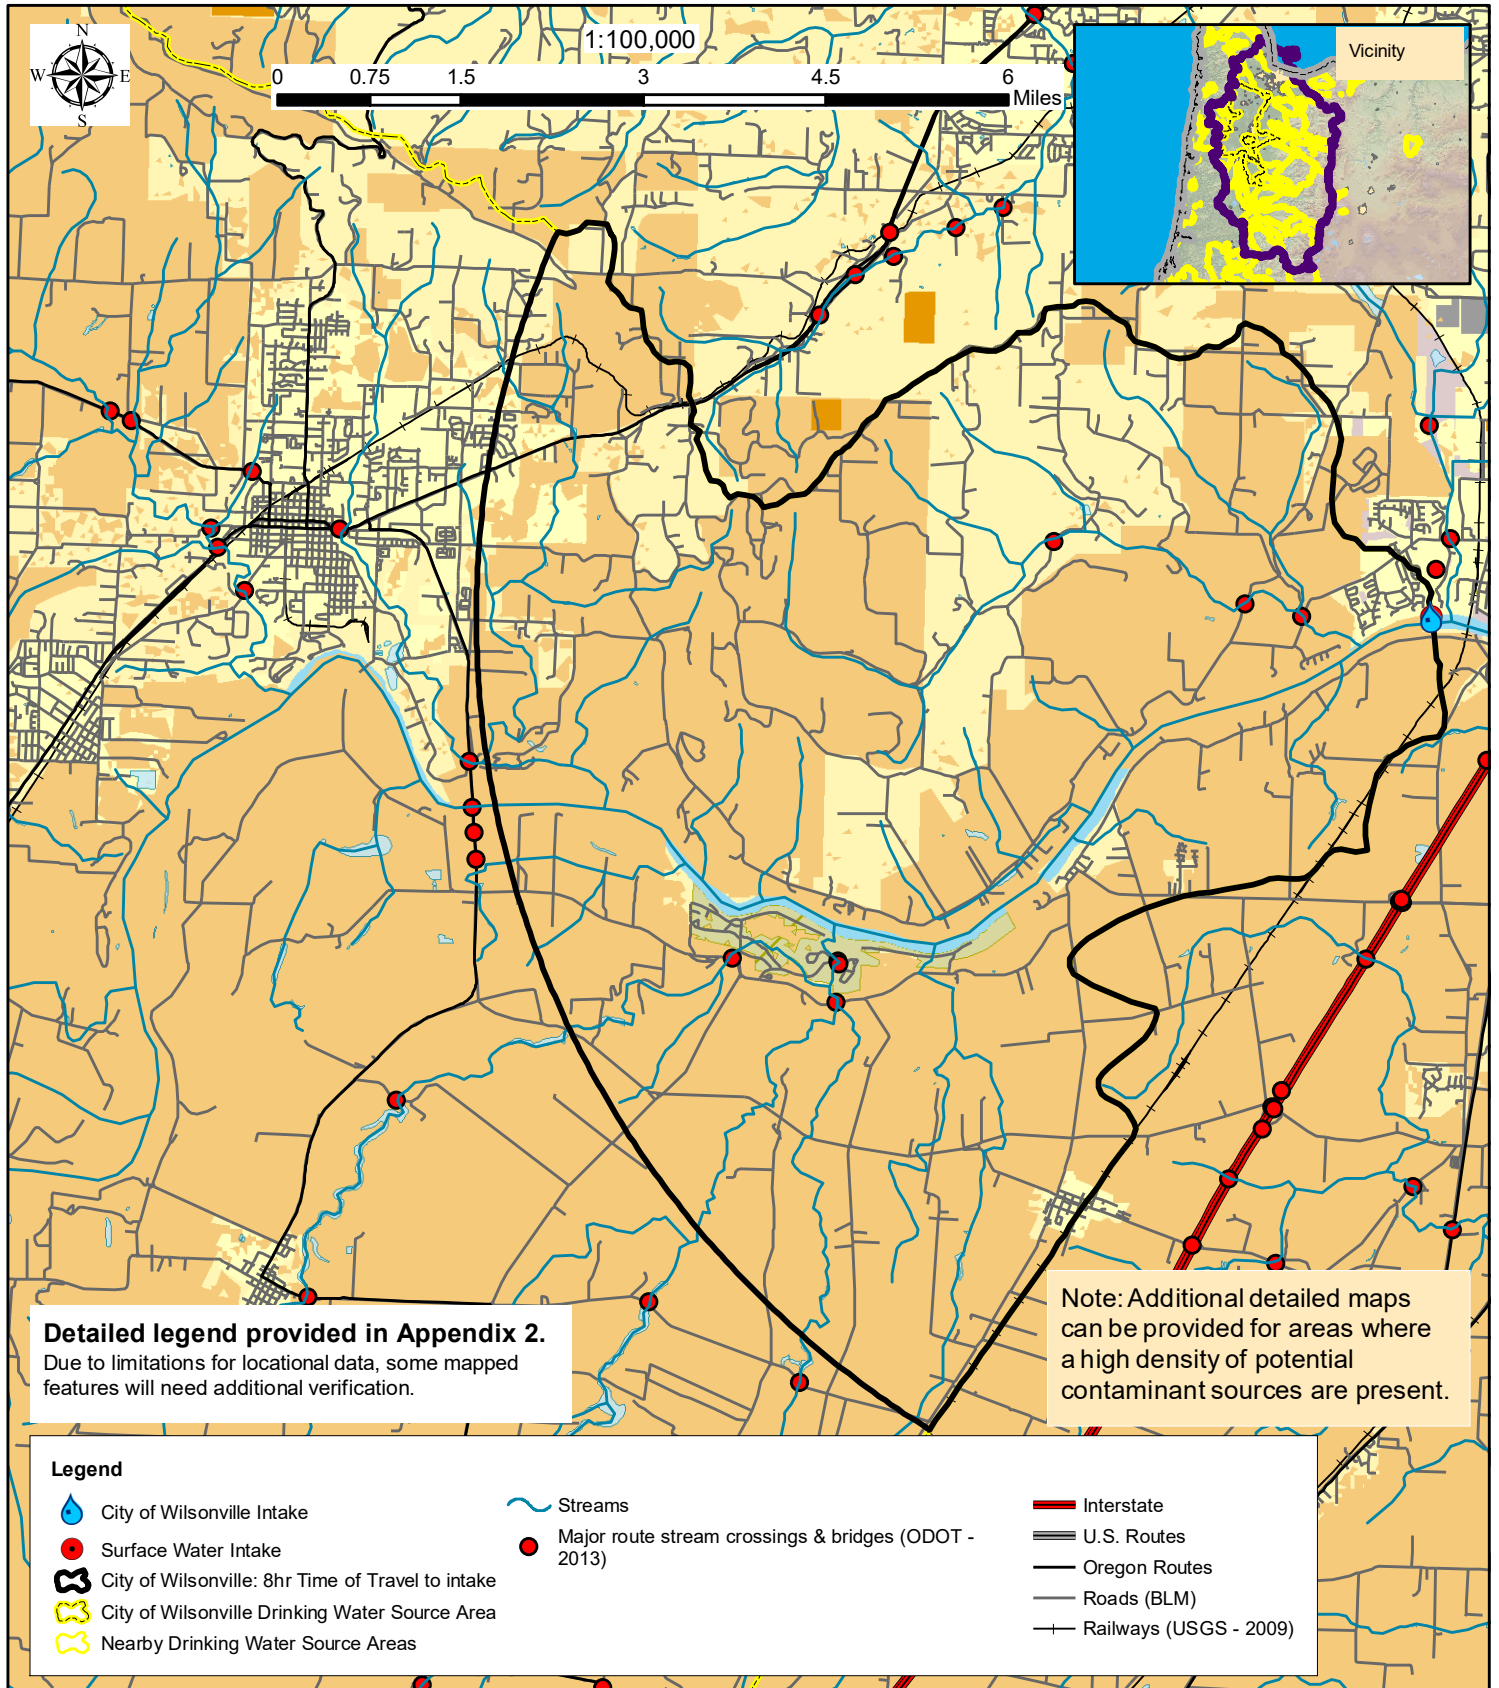 N
W E
S
1:100,000
0 0.75 1.5 3 4.5 6
Miles
Vicinity
Detailed legend provided in Appendix 2.
Due to limitations for locational data, some mapped
features will need additional verification.
Note: Additional detailed maps
can be provided for areas where
a high density of potential
contaminant sources are present.
Legend
City of Wilsonville Intake
Surface Water Intake
City of Wilsonville: 8hr Time of Travel to intake
City of Wilsonville Drinking Water Source Area
Nearby Drinking Water Source Areas
Streams
Major route stream crossings & bridges (ODOT -
2013)
Interstate
U.S. Routes
Oregon Routes
Roads (BLM)
Railways (USGS - 2009)